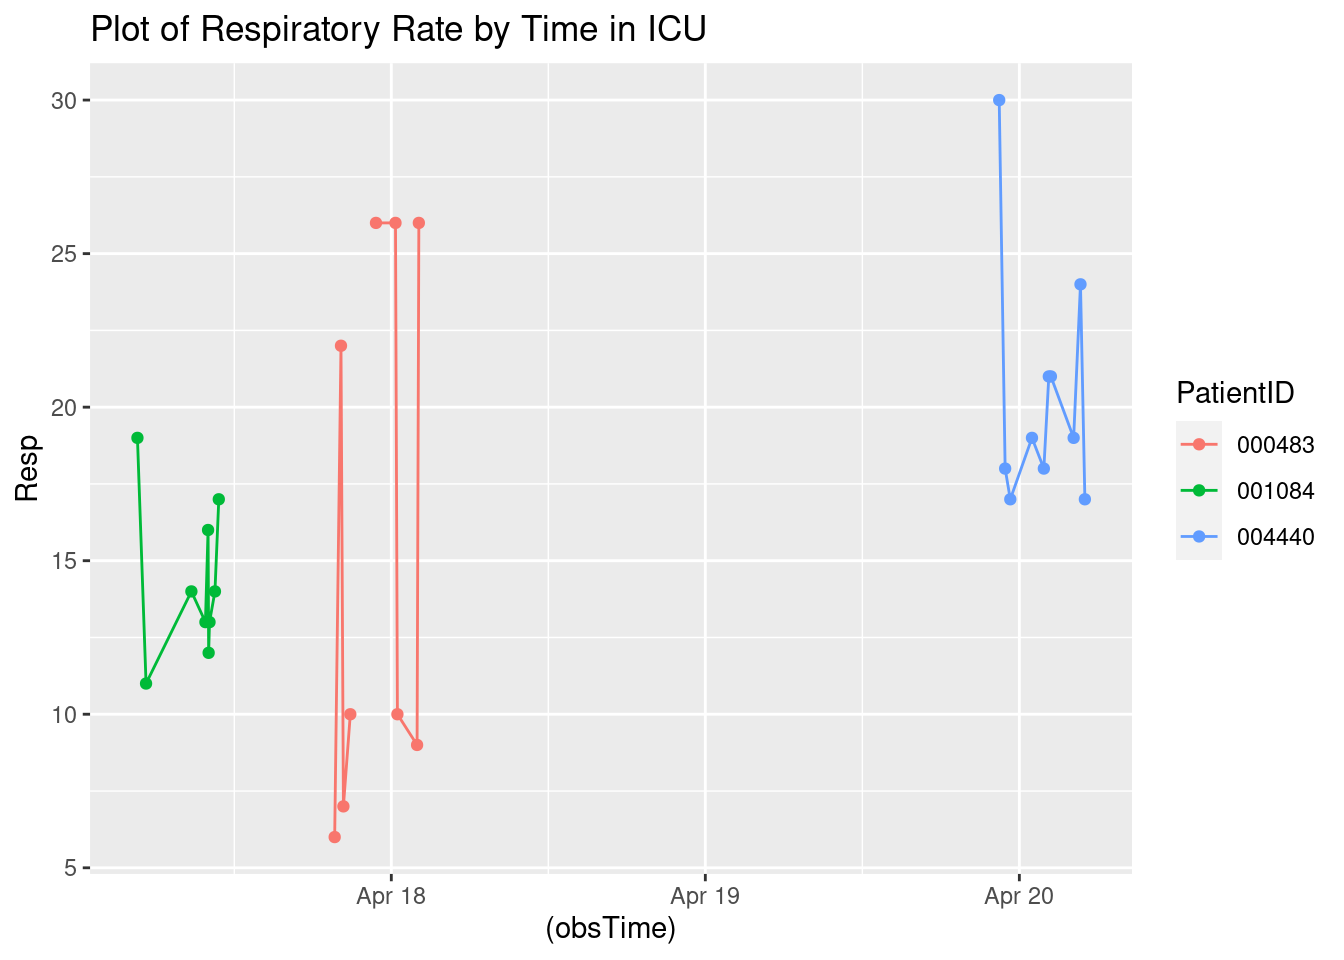 Plot of Respiratory Rate by Time in ICU
30
25
20
15
10
5
Resp
Apr 18
Apr 19
Apr 20
(obsTime)
PatientID
000483
001084
004440